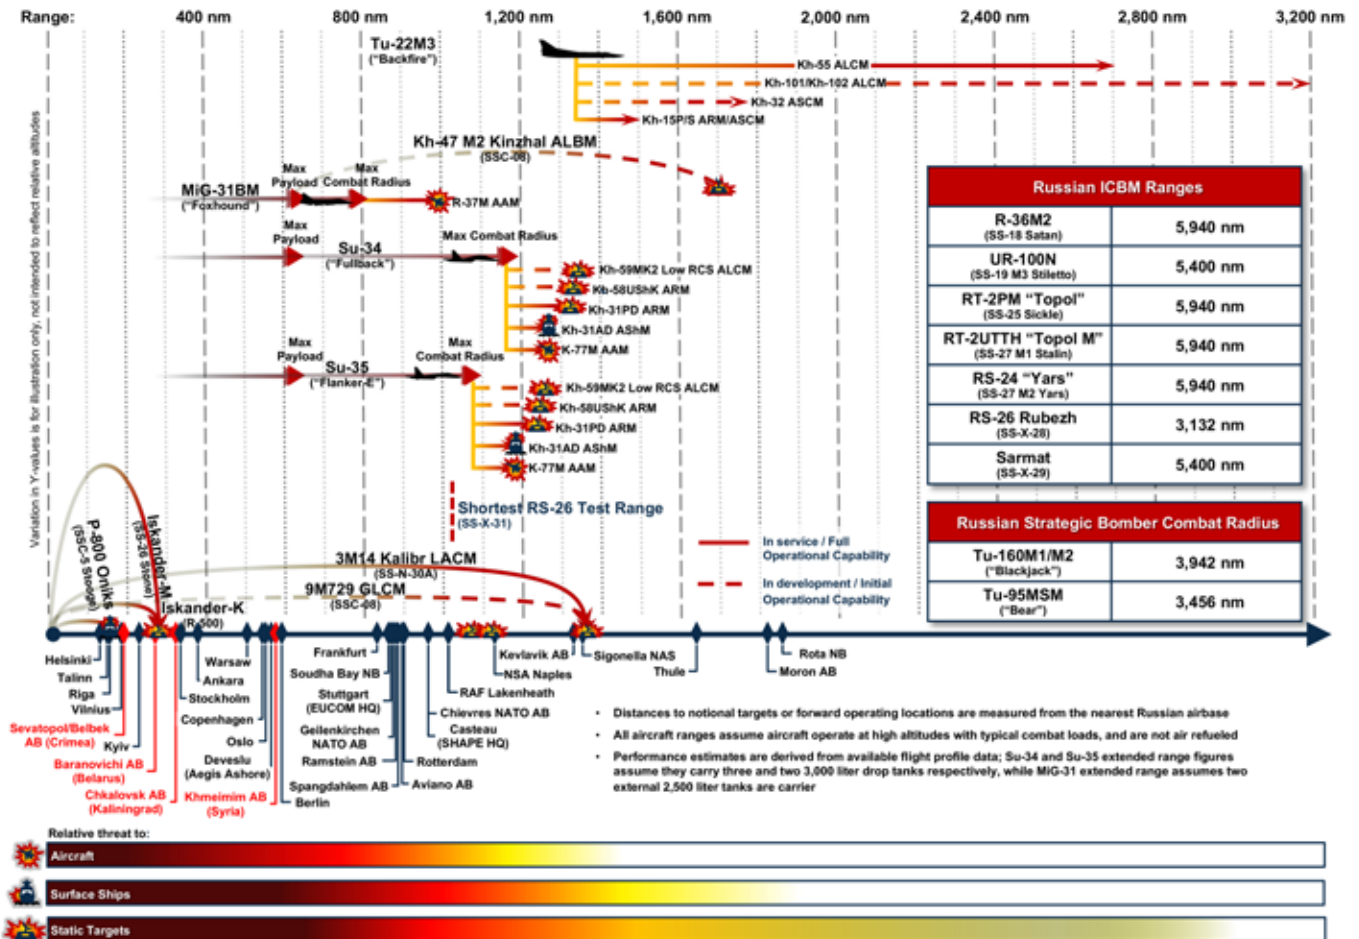 Range: 400 nm 800 nm 1,200 nm 1,600 nm 2,000 nm 2,400 nm 2,800 nm 3,200 nm
Variation in Y-values is for illustration only, not intended to reflect relative altitudes
Tu-22M3
("Backfire")
Kh-55 ALCM
Kh-101/Kh-102 ALCM
Kh-32 ASCM
Kh-15P/S ARM/ASCM
Kh-47 M2 Kinzhal ALBM
(SSC-08)
MiG-31BM
("Foxhound")
Max
Payload
Max
Combat Radius
R-37M AAM
Max
Payload
Su-34
("Fullback")
Max Combat Radius
Kh-59MK2 Low RCS ALCM
Kh-58UShK ARM
Kh-31PD ARM
Kh-31AD AShM
K-77M AAM
Max
Payload
Su-35
("Flanker-E")
Max
Combat Radius
Kh-59MK2 Low RCS ALCM
Kh-58UShK ARM
Kh-31PD ARM
Kh-31AD AShM
K-77M AAM
Shortest RS-26 Test Range
(SS-X-31)
P-800 Oniks
(SSC-5 Stooge)
Iskander-M
(SS-26 Stone)
Iskander-K
(R-500)
3M14 Kalibr LACM
(SS-N-30A)
9M729 GLCM
(SSC-08)
In service / Full
Operational Capability
In development / Initial
Operational Capability
Russian ICBM Ranges
R-36M2
(SS-18 Satan)
5,940 nm
UR-100N
(SS-19 M3 Stiletto)
5,400 nm
RT-2PM "Topol"
(SS-25 Sickle)
5,940 nm
RT-2UTTH "Topol M"
(SS-27 M1 Stalin)
5,940 nm
RS-24 "Yars"
(SS-27 M2 Yars)
5,940 nm
RS-26 Rubezh
(SS-X-28)
3,132 nm
Sarmat
(SS-X-29)
5,400 nm
Russian Strategic Bomber Combat Radius
Tu-160M1/M2
("Blackjack")
3,942 nm
Tu-95MSM
("Bear")
3,456 nm
Helsinki
Talinn
Riga
Vilnius
Sevatopol/Belbek
AB (Crimea)
Kyiv
Baranovichi AB
(Belarus)
Chkalovsk AB
(Kaliningrad)
Warsaw
Ankara
Stockholm
Copenhagen
Oslo
Deveslu
(Aegis Ashore)
Khmeimim AB
(Syria)
Berlin
Frankfurt
Soudha Bay NB
Stuttgart
(EUCOM HQ)
Geilenkirchen
NATO AB
Ramstein AB
Spangdahlem AB
Aviano AB
Rotterdam
Casteau
(SHAPE HQ)
Chievres NATO AB
RAF Lakenheath
NSA Naples
Kevlavik AB
Sigonella NAS
Thule
Moron AB
Rota NB
• Distances to notional targets or forward operating locations are measured from the nearest Russian airbase
• All aircraft ranges assume aircraft operate at high altitudes with typical combat loads, and are not air refueled
• Performance estimates are derived from available flight profile data; Su-34 and Su-35 extended range figures
assume they carry three and two 3,000 liter drop tanks respectively, while MiG-31 extended range assumes two
external 2,500 liter tanks are carrier
Relative threat to:
Aircraft
Surface Ships
Static Targets